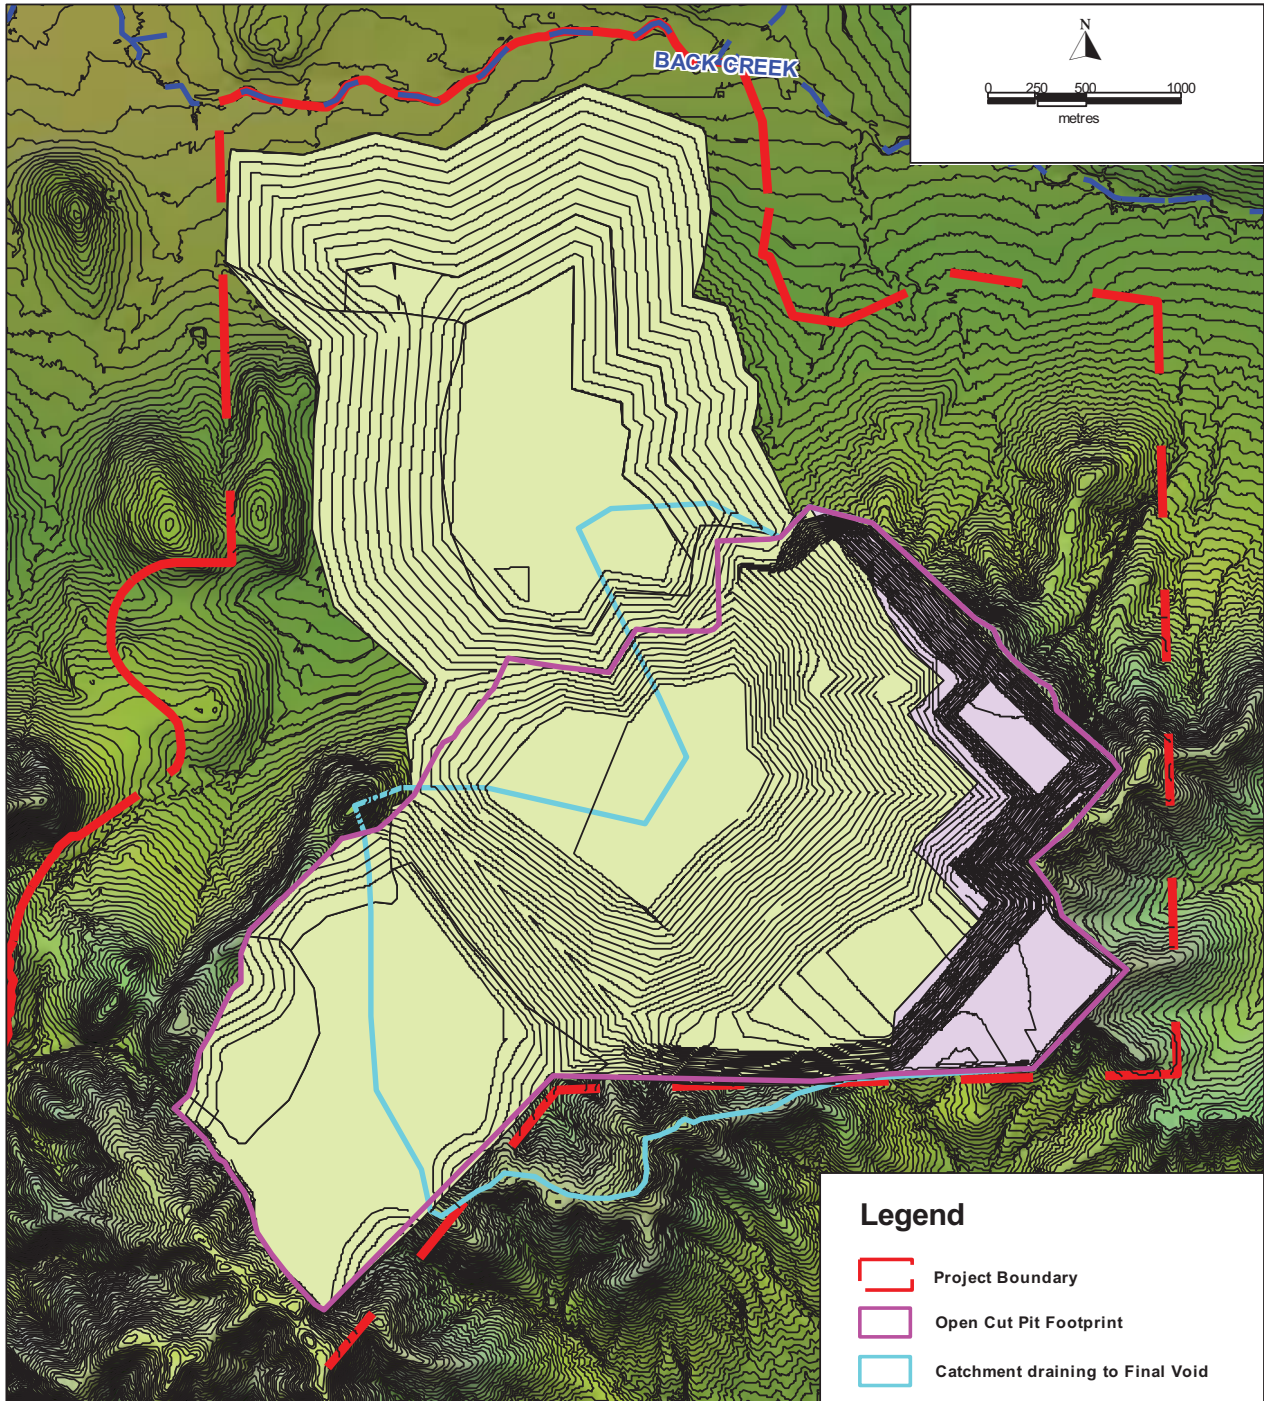 N
0 250 500 1000
metres
BACK CREEK
Legend
Project Boundary
Open Cut Pit Footprint
Catchment draining to Final Void